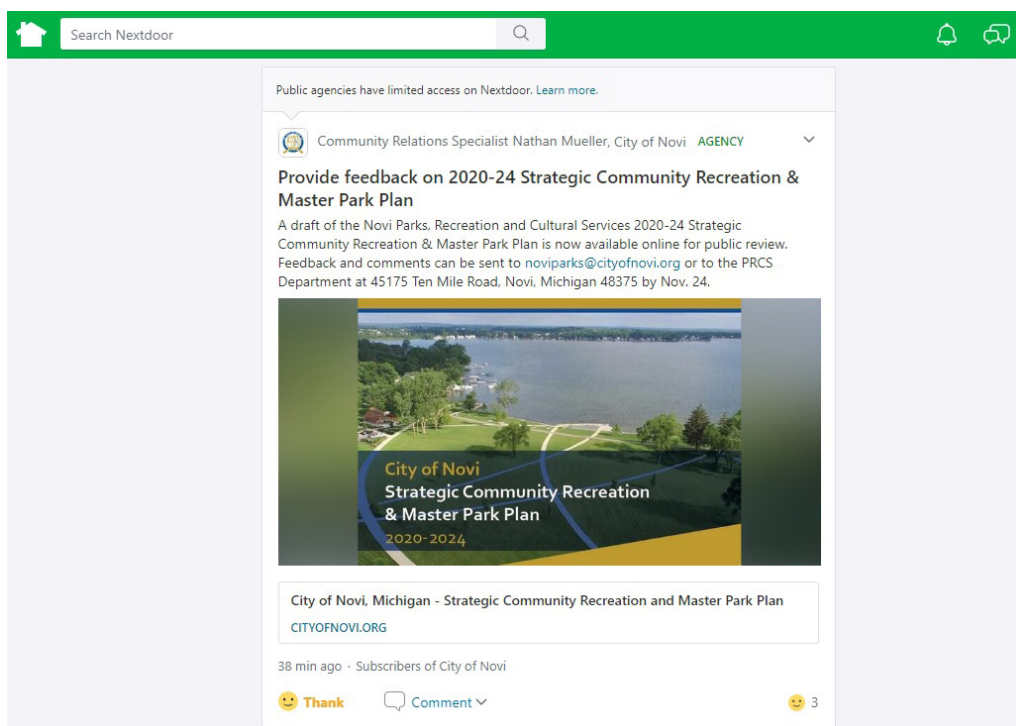 Search Nextdoor
Public agencies have limited access on Nextdoor. Learn more.
Community Relations Specialist Nathan Mueller, City of Novi AGENCY
Provide feedback on 2020-24 Strategic Community Recreation &
Master Park Plan
A draft of the Novi Parks, Recreation and Cultural Services 2020-24 Strategic
Community Recreation & Master Park Plan is now available online for public review.
Feedback and comments can be sent to noviparks@cityofnovi.org or to the PRCS
Department at 45175 Ten Mile Road, Novi, Michigan 48375 by Nov. 24.
City of Novi
Strategic Community Recreation
& Master Park Plan
2020-2024
City of Novi, Michigan - Strategic Community Recreation and Master Park Plan
CITYOFNOVI.ORG
38 min ago · Subscribers of City of Novi
Thank Comment 3